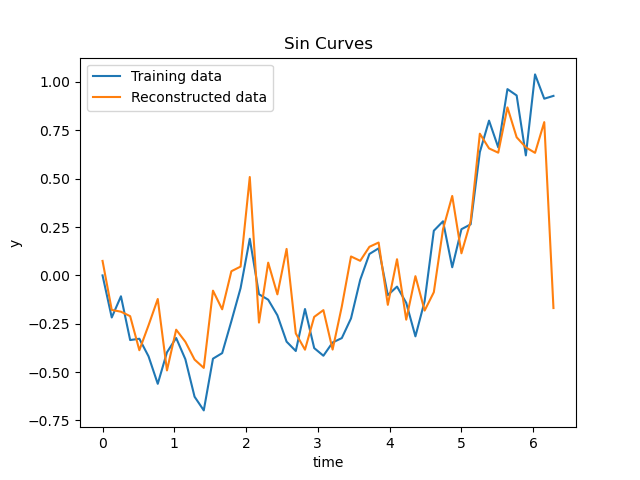 Sin Curves
Training data
Reconstructed data
1.00
0.75
0.50
0.25
0.00
−0.25
−0.50
−0.75
y
0 1 2 3 4 5 6
time